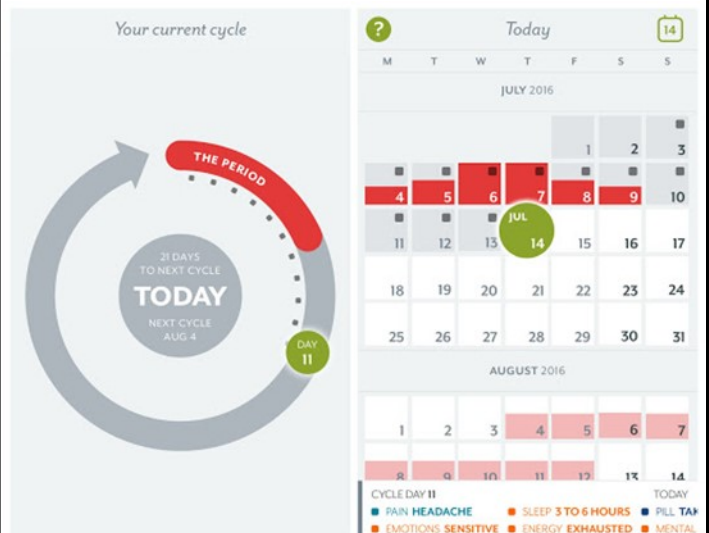 Your current cycle
THE PERIOD
21 DAYS
TO NEXT CYCLE
TODAY
NEXT CYCLE
AUG 4
DAY
11
? Today 14
M T W T F S S
JULY 2016
1 2 3
4 5 6 7 8 9 10
JUL
11 12 13 14 15 16 17
18 19 20 21 22 23 24
25 26 27 28 29 30 31
AUGUST 2016
1 2 3 4 5 6 7
8 9 10 11 12 13 14
CYCLE DAY 11 TODAY
PAIN HEADACHE SLEEP 3 TO 6 HOURS PILL TAK
EMOTIONS SENSITIVE ENERGY EXHAUSTED MENTAL